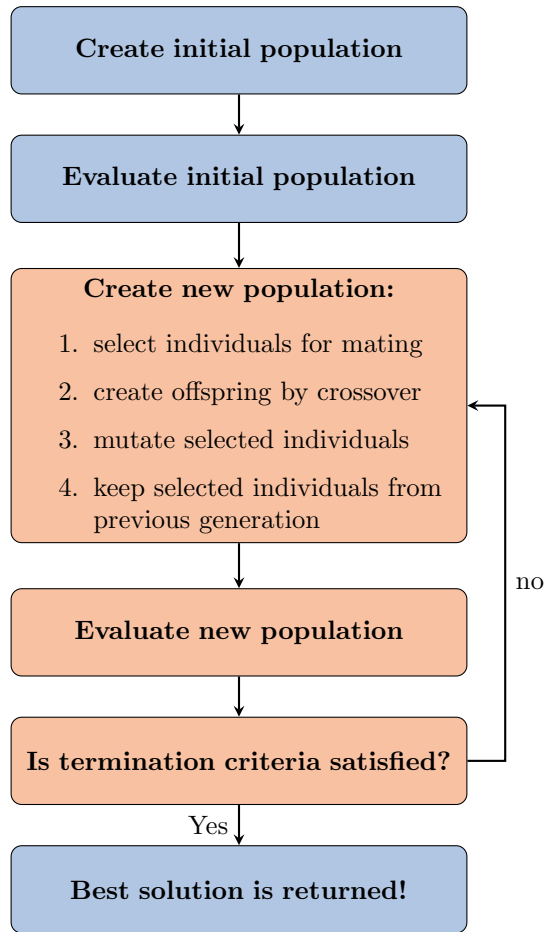 Create initial population
Evaluate initial population
Create new population:
1. select individuals for mating
2. create offspring by crossover
3. mutate selected individuals
4. keep selected individuals from
previous generation
no
Evaluate new population
Is termination criteria satisfied?
Yes
Best solution is returned!